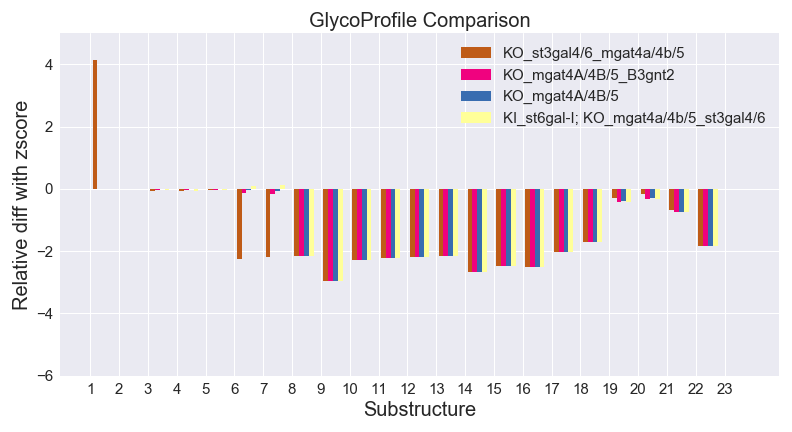 GlycoProfile Comparison
KO_st3gal4/6_mgat4a/4b/5
KO_mgat4A/4B/5_B3gnt2
KO_mgat4A/4B/5
KI_st6gal-I; KO_mgat4a/4b/5_st3gal4/6
Relative diff with zscore
4
2
0
−2
−4
−6
1 2 3 4 5 6 7 8 9 10 11 12 13 14 15 16 17 18 19 20 21 22 23
Substructure